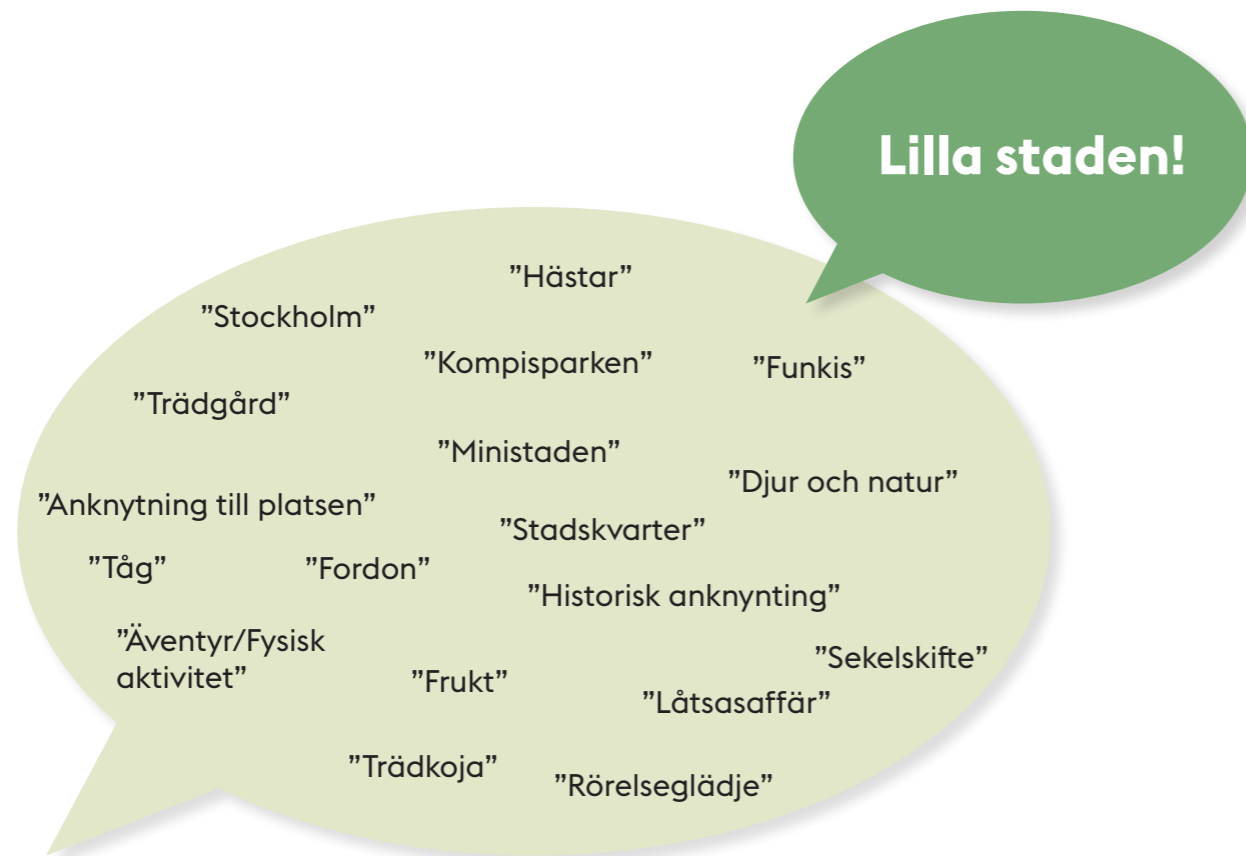 Lilla staden!
”Hästar”
”Stockholm”
”Kompisparken”
”Funkis”
”Trädgård”
”Ministaden”
”Djur och natur”
”Anknytning till platsen”
”Stadskvarter”
”Tåg”
”Fordon”
”Historisk anknynting”
”Äventyr/Fysisk
aktivitet”
”Sekelskifte”
”Frukt”
”Låtsasaffär”
”Trädkoja”
”Rörelseglädje”